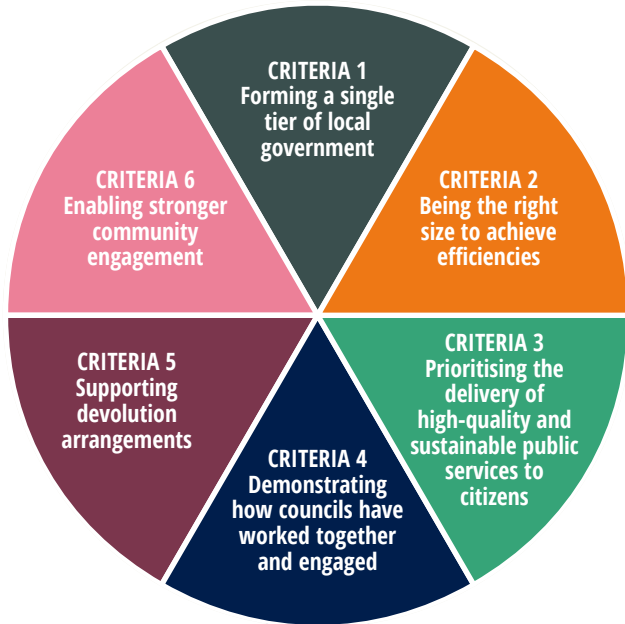 CRITERIA 1
Forming a single
tier of local
government
CRITERIA 2
Being the right
size to achieve
efficiencies
CRITERIA 3
Prioritising the
delivery of
high-quality and
sustainable public
services to
citizens
CRITERIA 4
Demonstrating
how councils have
worked together
and engaged
CRITERIA 5
Supporting
devolution
arrangements
CRITERIA 6
Enabling stronger
community
engagement